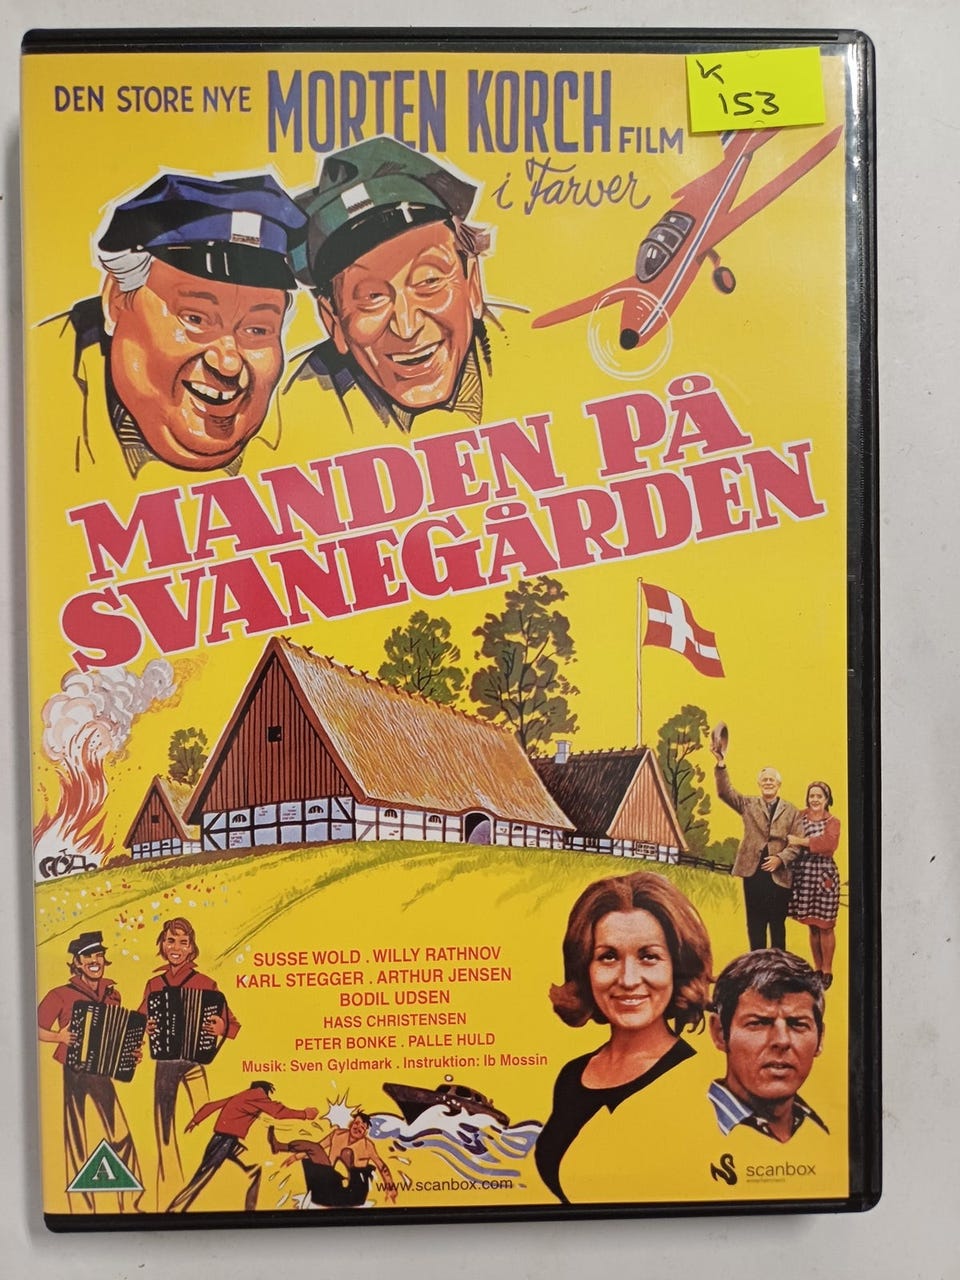 DEN STORE NYE MORTEN KORCH FILM
i Farver
K
153
MANDEN PÅ
SVANEGÅRDEN
SUSSE WOLD . WILLY RATHNOV
KARL STEGGER . ARTHUR JENSEN
BODIL UDSEN
HASS CHRISTENSEN
PETER BONKE . PALLE HULD
Musik: Sven Gyldmark . Instruktion: Ib Mossin
A
www.scanbox.com
scanbox
entertainment